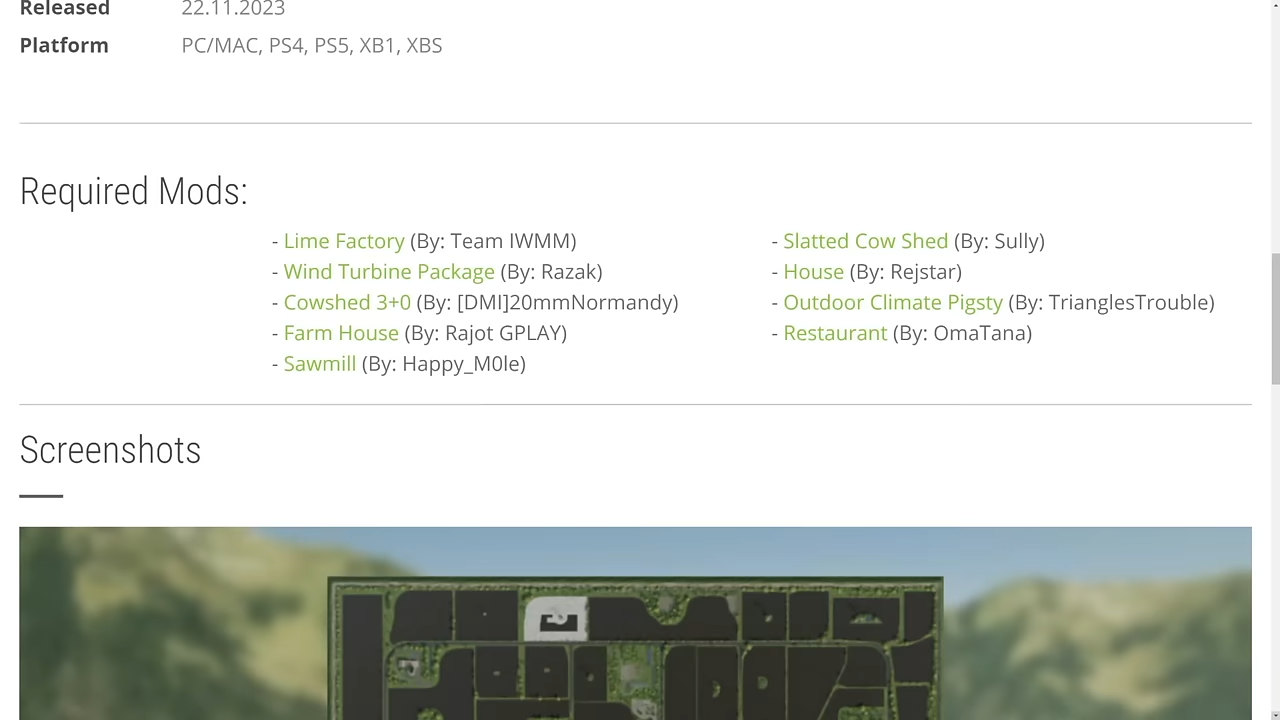 Released 22.11.2023
Platform PC/MAC, PS4, PS5, XB1, XBS
Required Mods:
- Lime Factory (By: Team IWMM)
- Wind Turbine Package (By: Razak)
- Cowshed 3+0 (By: [DMI]20mmNormandy)
- Farm House (By: Rajot GPLAY)
- Sawmill (By: Happy_M0le)
- Slatted Cow Shed (By: Sully)
- House (By: Rejstar)
- Outdoor Climate Pigsty (By: TrianglesTrouble)
- Restaurant (By: OmaTana)
Screenshots